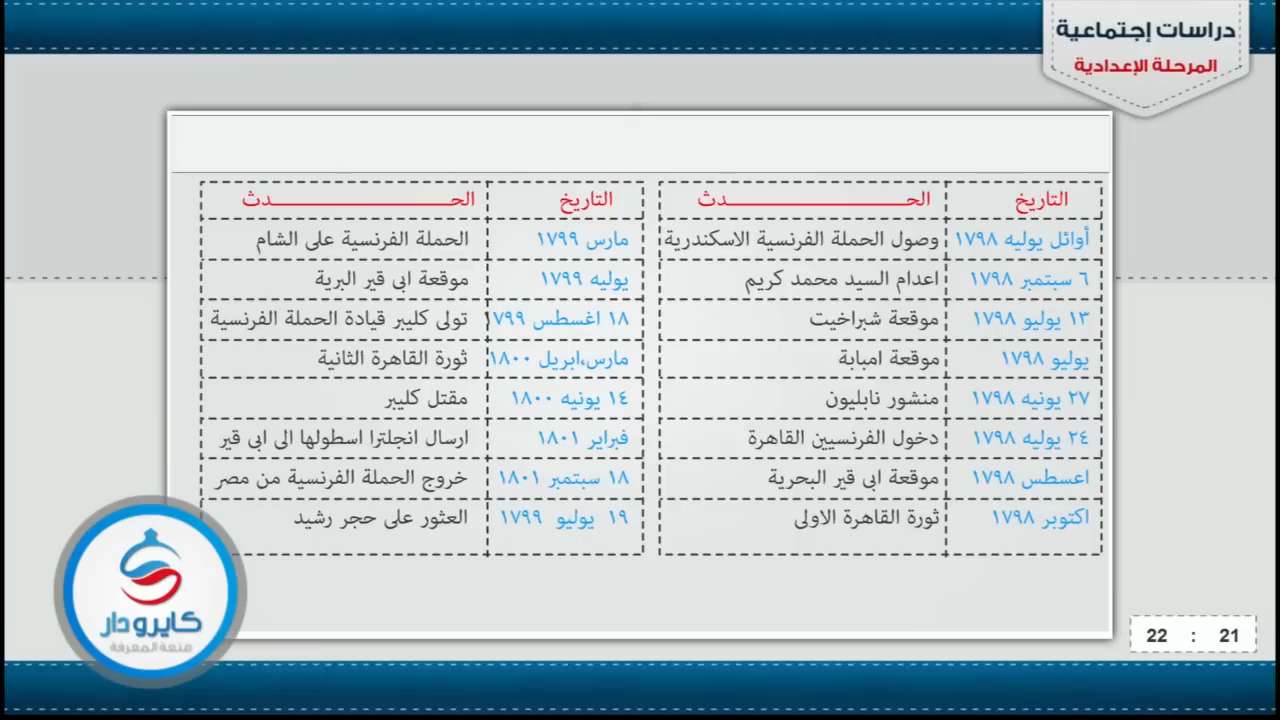 دراسات إجتماعية
المرحلة الإعدادية
التاريخ الحـــــــــدث
أوائل يوليه ١٧٩٨ وصول الحملة الفرنسية الاسكندرية
٦ سبتمبر ١٧٩٨ اعدام السيد محمد كريم
١٣ يوليو ١٧٩٨ موقعة شبراخيت
يوليو ١٧٩٨ موقعة امبابة
٢٧ يونيه ١٧٩٨ منشور نابليون
٢٤ يوليه ١٧٩٨ دخول الفرنسيين القاهرة
اعسطس ١٧٩٨ موقعة ابى قير البحرية
اكتوبر ١٧٩٨ ثورة القاهرة الاولى
التاريخ الحـــــــــدث
مارس ١٧٩٩ الحملة الفرنسية على الشام
يوليه ١٧٩٩ موقعة ابى قير البرية
١٨ اغسطس ١٧٩٩ تولى كليبر قيادة الحملة الفرنسية
مارس،ابريل ١٨٠٠ ثورة القاهرة الثانية
١٤ يونيه ١٨٠٠ مقتل كليبر
فبراير ١٨٠١ ارسال انجلترا اسطولها الى ابى قير
١٨ سبتمبر ١٨٠١ خروج الحملة الفرنسية من مصر
١٩ يوليو ١٧٩٩ العثور على حجر رشيد
كايرودار
متعة المعرفة
22 : 21